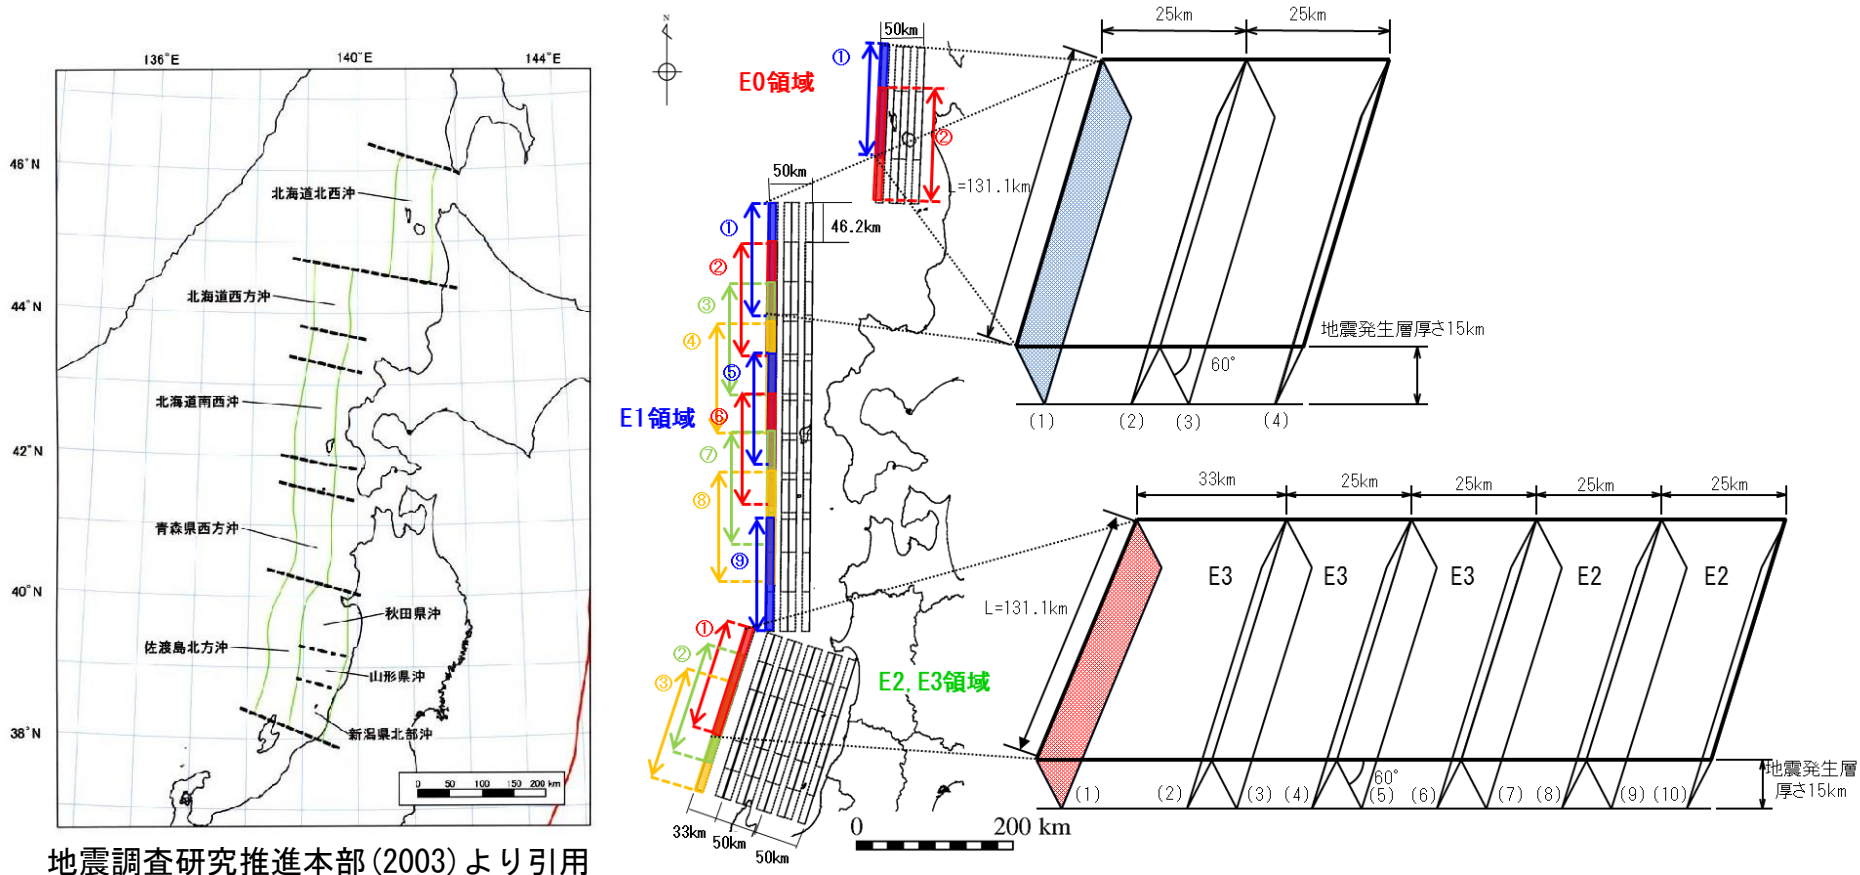 136°E
140°E
144°E
46°N
44°N
42°N
40°N
38°N
北海道北西沖
北海道西方沖
北海道南西沖
青森県西方沖
秋田県沖
佐渡島北方沖
山形県沖
新潟県北部沖
0 50 100 150 200 km
地震調査研究推進本部(2003)より引用
N
50km
①
E0領域
②
50km
①
46.2km
②
③
④
⑤
E1領域
⑥
⑦
⑧
⑨
①
②
③
E2,E3領域
33km
50km
50km
0 200 km
25km 25km
L=131.1km
地震発生層厚さ15km
60°
(1) (2) (3) (4)
33km 25km 25km 25km 25km
E3 E3 E3 E2 E2
L=131.1km
60°
地震発生層
厚さ15km
(1) (2) (3) (4) (5) (6) (7) (8) (9) (10)